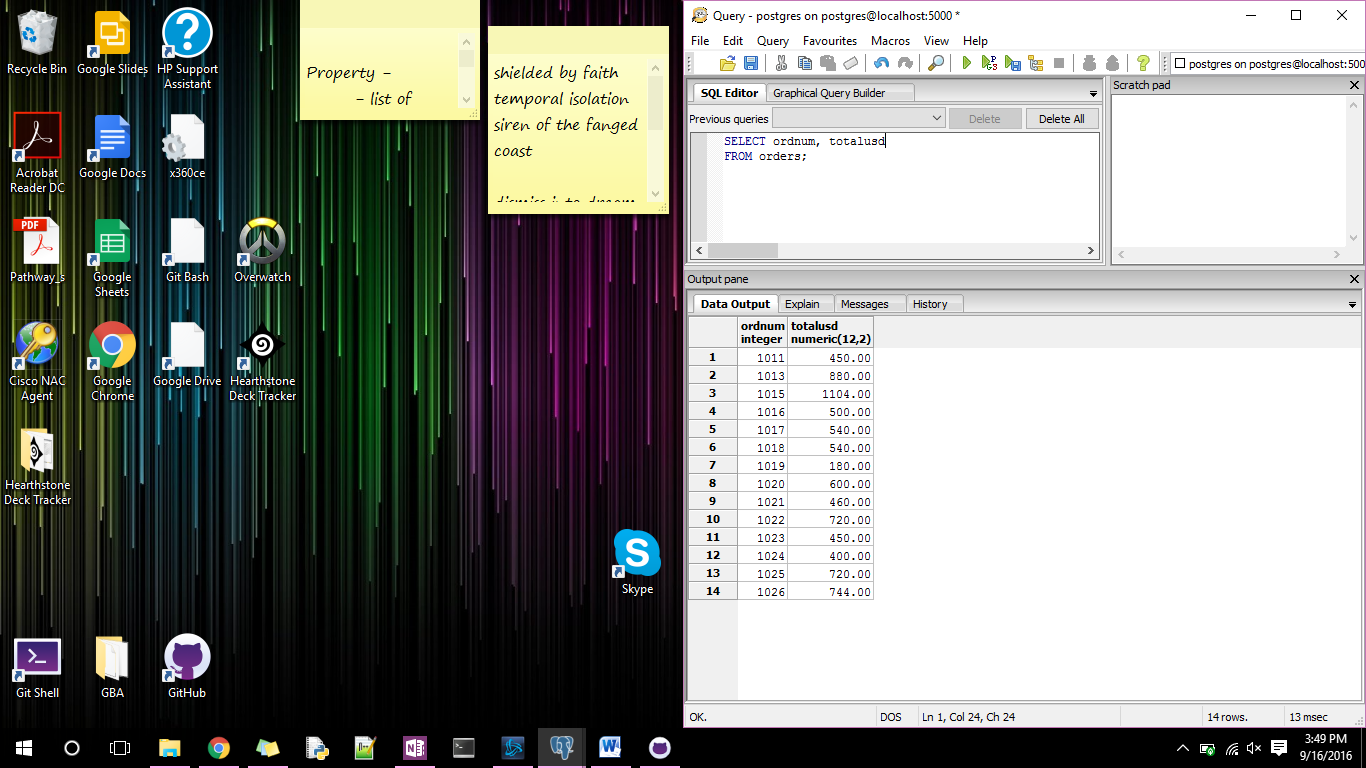 Recycle Bin
Google Slides
HP Support
Assistant
Acrobat
Reader DC
Google Docs
x360ce
PDF
Pathway_s
Google
Sheets
Git Bash
Overwatch
Cisco NAC
Agent
Google
Chrome
Google Drive
Hearthstone
Deck Tracker
Hearthstone
Deck Tracker
Skype
Git Shell
GBA
GitHub
Property -
- list of
shielded by faith
temporal isolation
siren of the fanged
coast
Query - postgres on postgres@localhost:5000 *
File Edit Query Favourites Macros View Help
postgres on postgres@localhost:500
SQL Editor Graphical Query Builder
Scratch pad
Previous queries Delete Delete All
SELECT ordnum, totalusd
FROM orders;
Output pane
Data Output Explain Messages History
ordnum totalusd
integer numeric(12,2)
1 1011 450.00
2 1013 880.00
3 1015 1104.00
4 1016 500.00
5 1017 540.00
6 1018 540.00
7 1019 180.00
8 1020 600.00
9 1021 460.00
10 1022 720.00
11 1023 450.00
12 1024 400.00
13 1025 720.00
14 1026 744.00
OK. DOS Ln 1, Col 24, Ch 24 14 rows. 13 msec
3:49 PM
9/16/2016